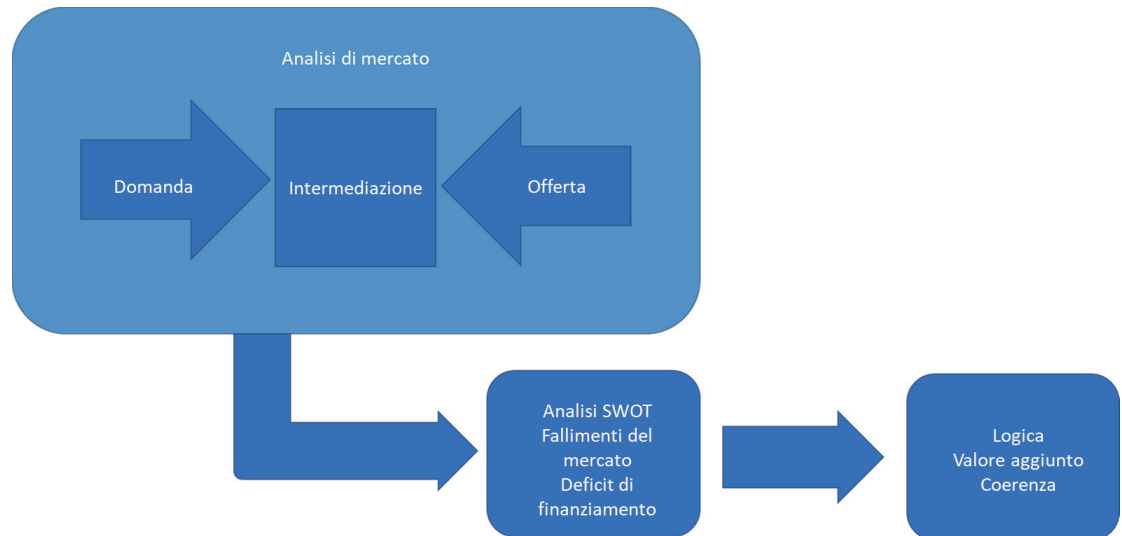 Analisi di mercato
Domanda
Intermediazione
Offerta
Analisi SWOT
Fallimenti del
mercato
Deficit di
finanziamento
Logica
Valore aggiunto
Coerenza